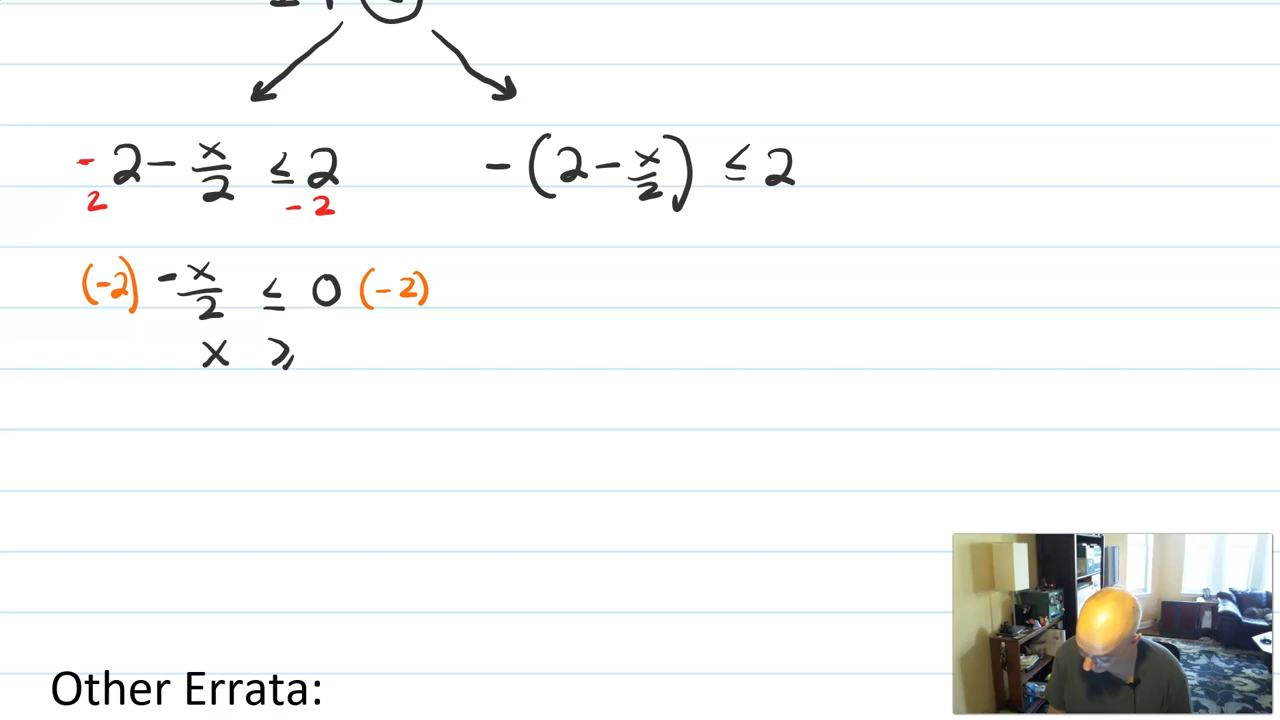 - 2 - x/2 ≤ 2 -(2 - x/2) ≤ 2
2 - 2
(-2) -x/2 ≤ 0 (-2)
x ≥
Other Errata: